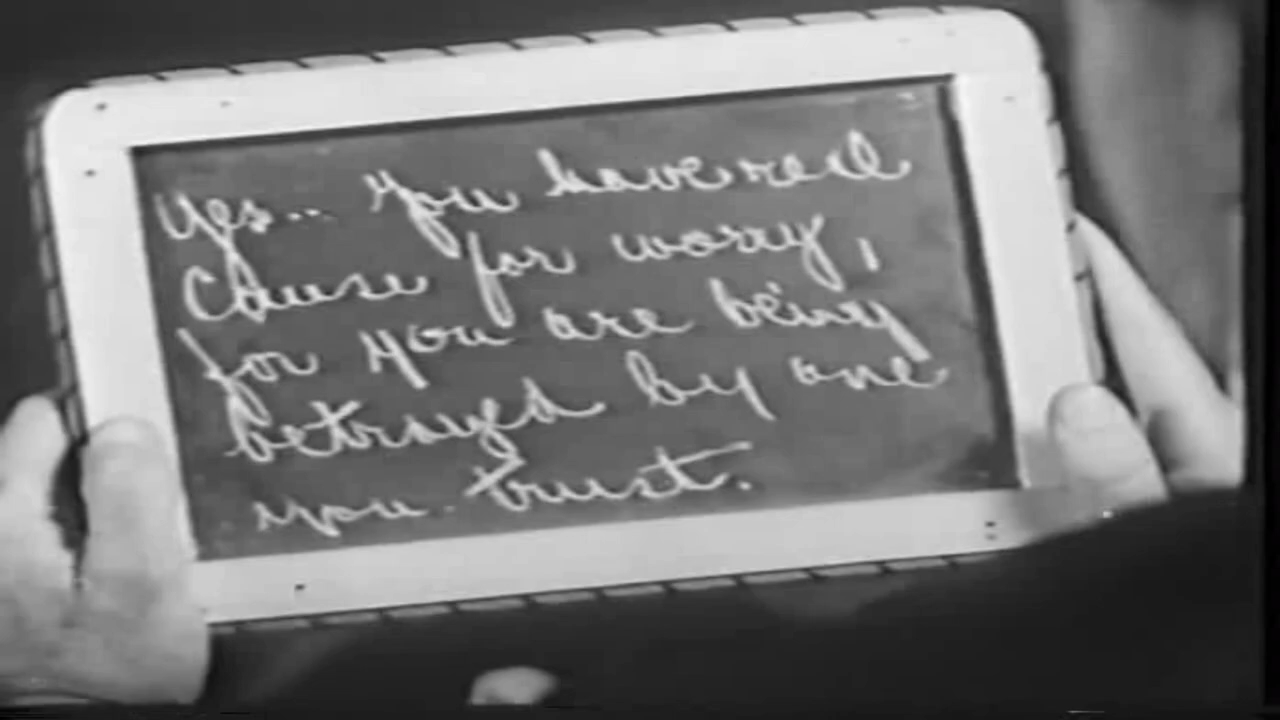 Yes... You have real
Cause for worry,
for you are being
betrayed by one
you trust.